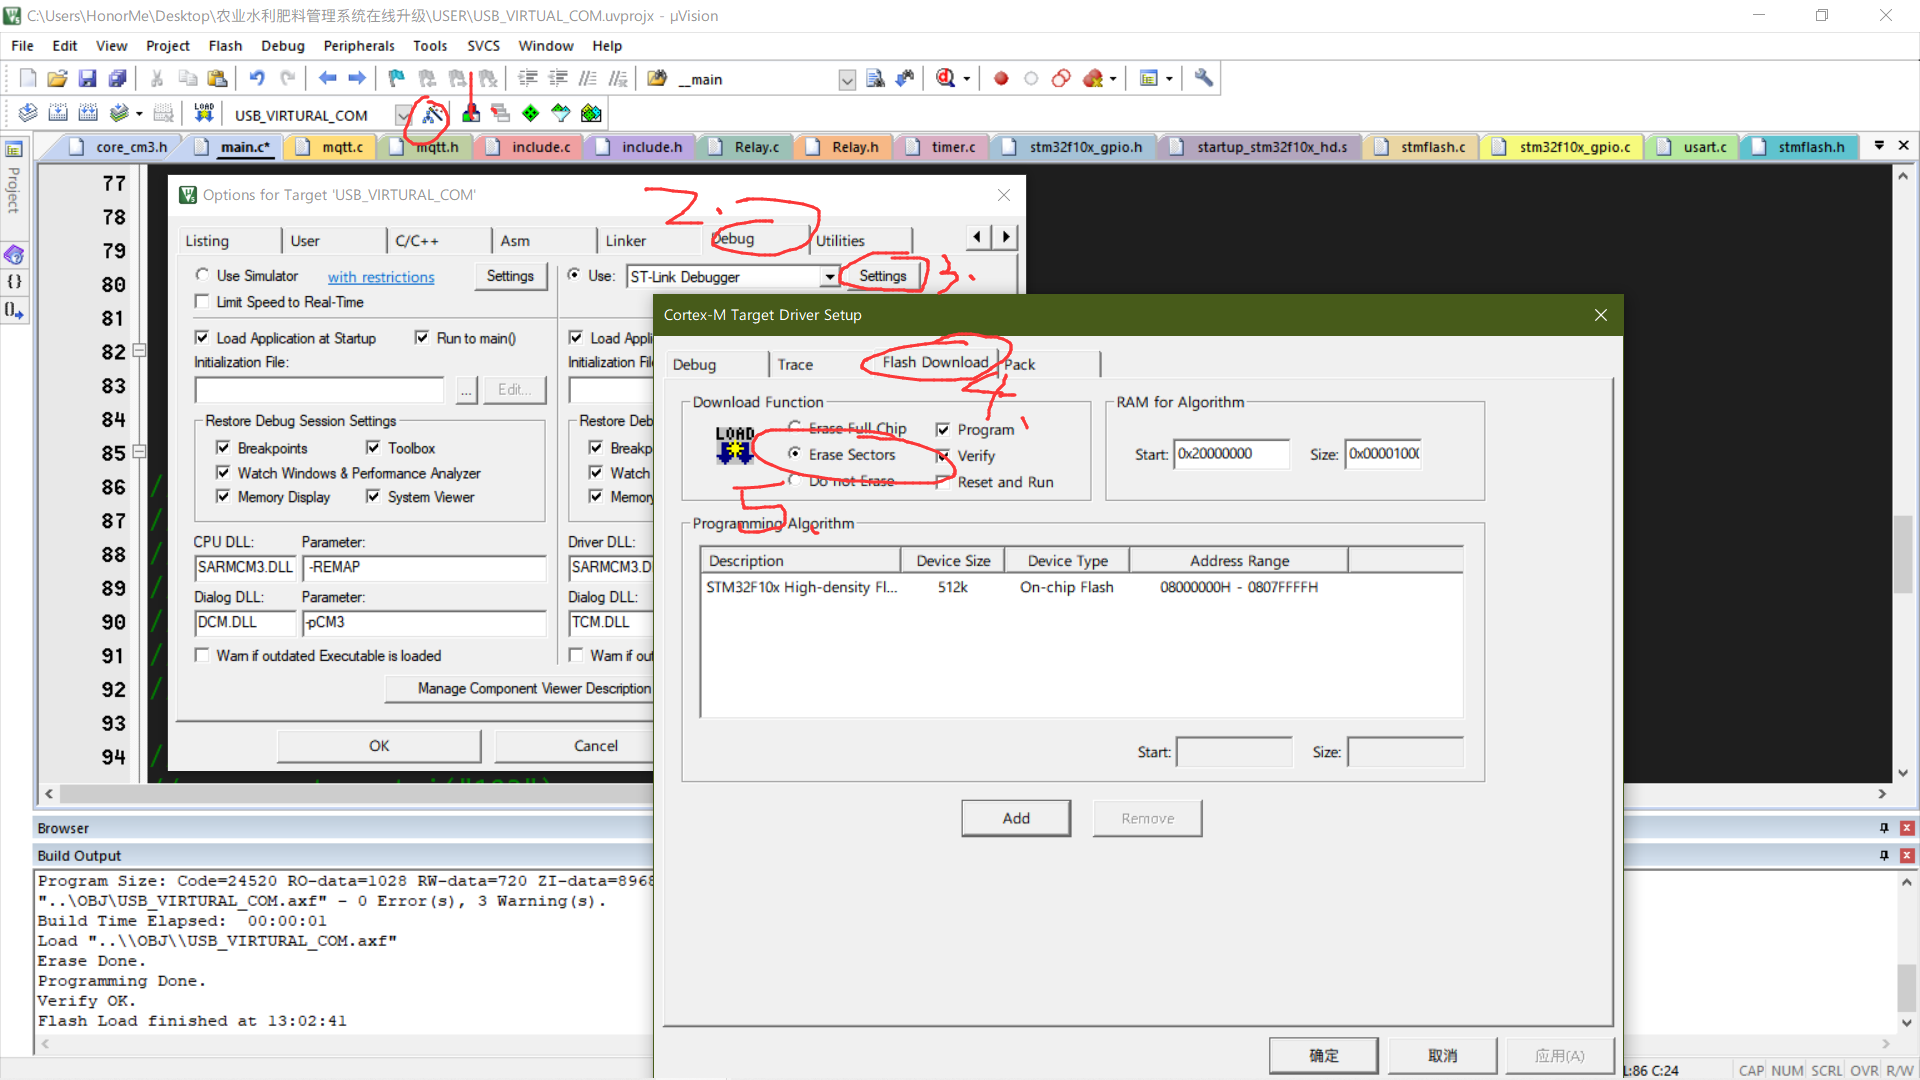 C:\Users\HonorMe\Desktop\农业水利肥料管理系统在线升级\USER\USB_VIRTUAL_COM.uvprojx - µVision
File Edit View Project Flash Debug Peripherals Tools SVCS Window Help
__main
LOAD USB_VIRTURAL_COM
1
core_cm3.h main.c* mqtt.c mqtt.h include.c include.h Relay.c Relay.h timer.c stm32f10x_gpio.h startup_stm32f10x_hd.s stmflash.c stm32f10x_gpio.c usart.c stmflash.h
Project
77
78
79
80
81
82
83
84
85
86 /
87 /
88 /
89 /
90 /
91 /
92 /
93
94 /
Options for Target 'USB_VIRTURAL_COM'
2.
Listing User C/C++ Asm Linker Debug Utilities
Use Simulator with restrictions Settings Use: ST-Link Debugger Settings 3.
Limit Speed to Real-Time
Load Application at Startup Run to main() Load Appli
Initialization File: Initialization File
... Edit...
Restore Debug Session Settings Restore Deb
Breakpoints Toolbox Breakp
Watch Windows & Performance Analyzer Watch
Memory Display System Viewer Memory
CPU DLL: Parameter: Driver DLL:
SARMCM3.DLL -REMAP SARMCM3.D
Dialog DLL: Parameter: Dialog DLL:
DCM.DLL -pCM3 TCM.DLL
Warn if outdated Executable is loaded Warn if out
Manage Component Viewer Description
OK Cancel
Cortex-M Target Driver Setup
Debug Trace Flash Download Pack
4.
Download Function RAM for Algorithm
LOAD Erase Full Chip Program
Erase Sectors Verify Start: 0x20000000 Size: 0x00001000
Do not Erase Reset and Run
5.
Programming Algorithm
Description Device Size Device Type Address Range
STM32F10x High-density Fl... 512k On-chip Flash 08000000H - 0807FFFFH
Start: Size:
Add Remove
确定 取消 应用(A)
Browser
Build Output
Program Size: Code=24520 RO-data=1028 RW-data=720 ZI-data=8968
"..\OBJ\USB_VIRTURAL_COM.axf" - 0 Error(s), 3 Warning(s).
Build Time Elapsed:  00:00:01
Load "..\\OBJ\\USB_VIRTURAL_COM.axf"
Erase Done.
Programming Done.
Verify OK.
Flash Load finished at 13:02:41
L:86 C:24 CAP NUM SCRL OVR R/W